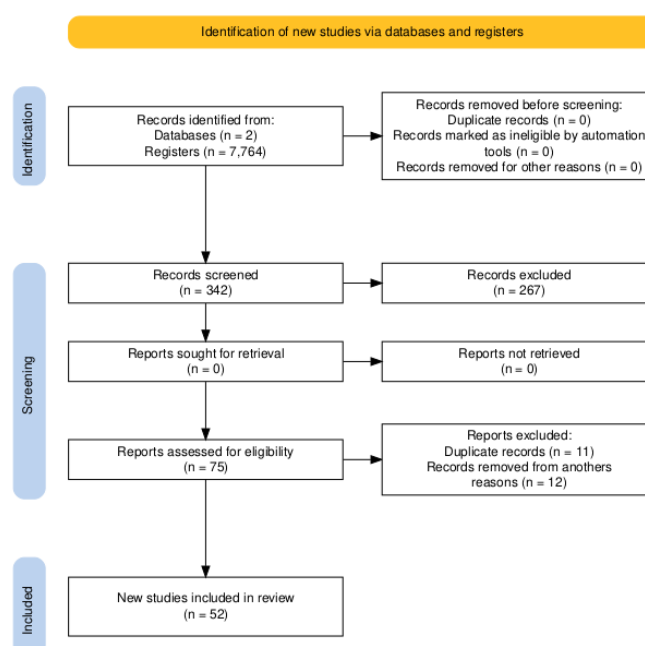 Identification of new studies via databases and registers
Identification
Records identified from:
Databases (n = 2)
Registers (n = 7,764)
Records removed before screening:
Duplicate records (n = 0)
Records marked as ineligible by automation
tools (n = 0)
Records removed for other reasons (n = 0)
Screening
Records screened
(n = 342)
Records excluded
(n = 267)
Reports sought for retrieval
(n = 0)
Reports not retrieved
(n = 0)
Reports assessed for eligibility
(n = 75)
Reports excluded:
Duplicate records (n = 11)
Records removed from anothers
reasons (n = 12)
Included
New studies included in review
(n = 52)